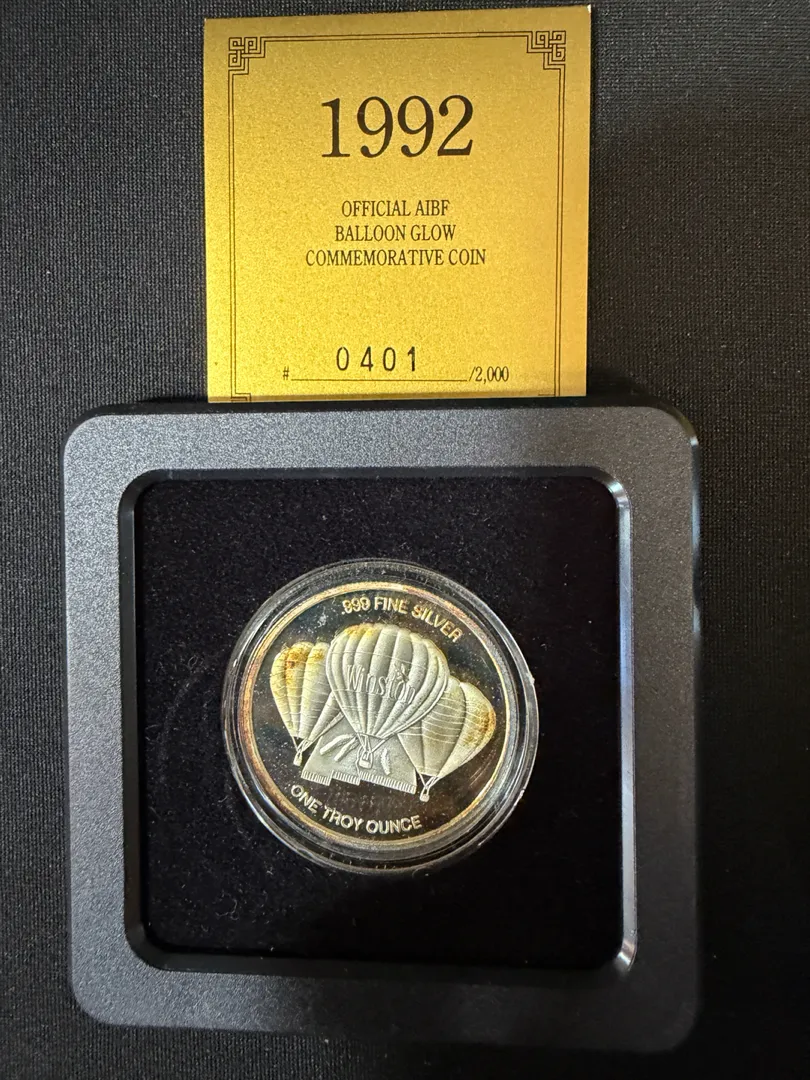 1992
OFFICIAL AIBF
BALLOON GLOW
COMMEMORATIVE COIN
# 0401 /2,000
.999 FINE SILVER
Winston
ONE TROY OUNCE